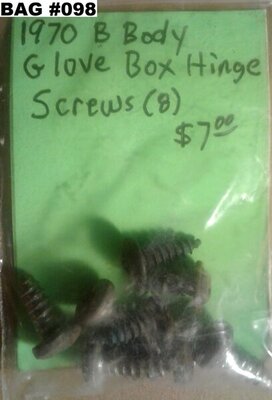 BAG #098
1970 B Body
Glove Box Hinge
Screws (8)
$7.00